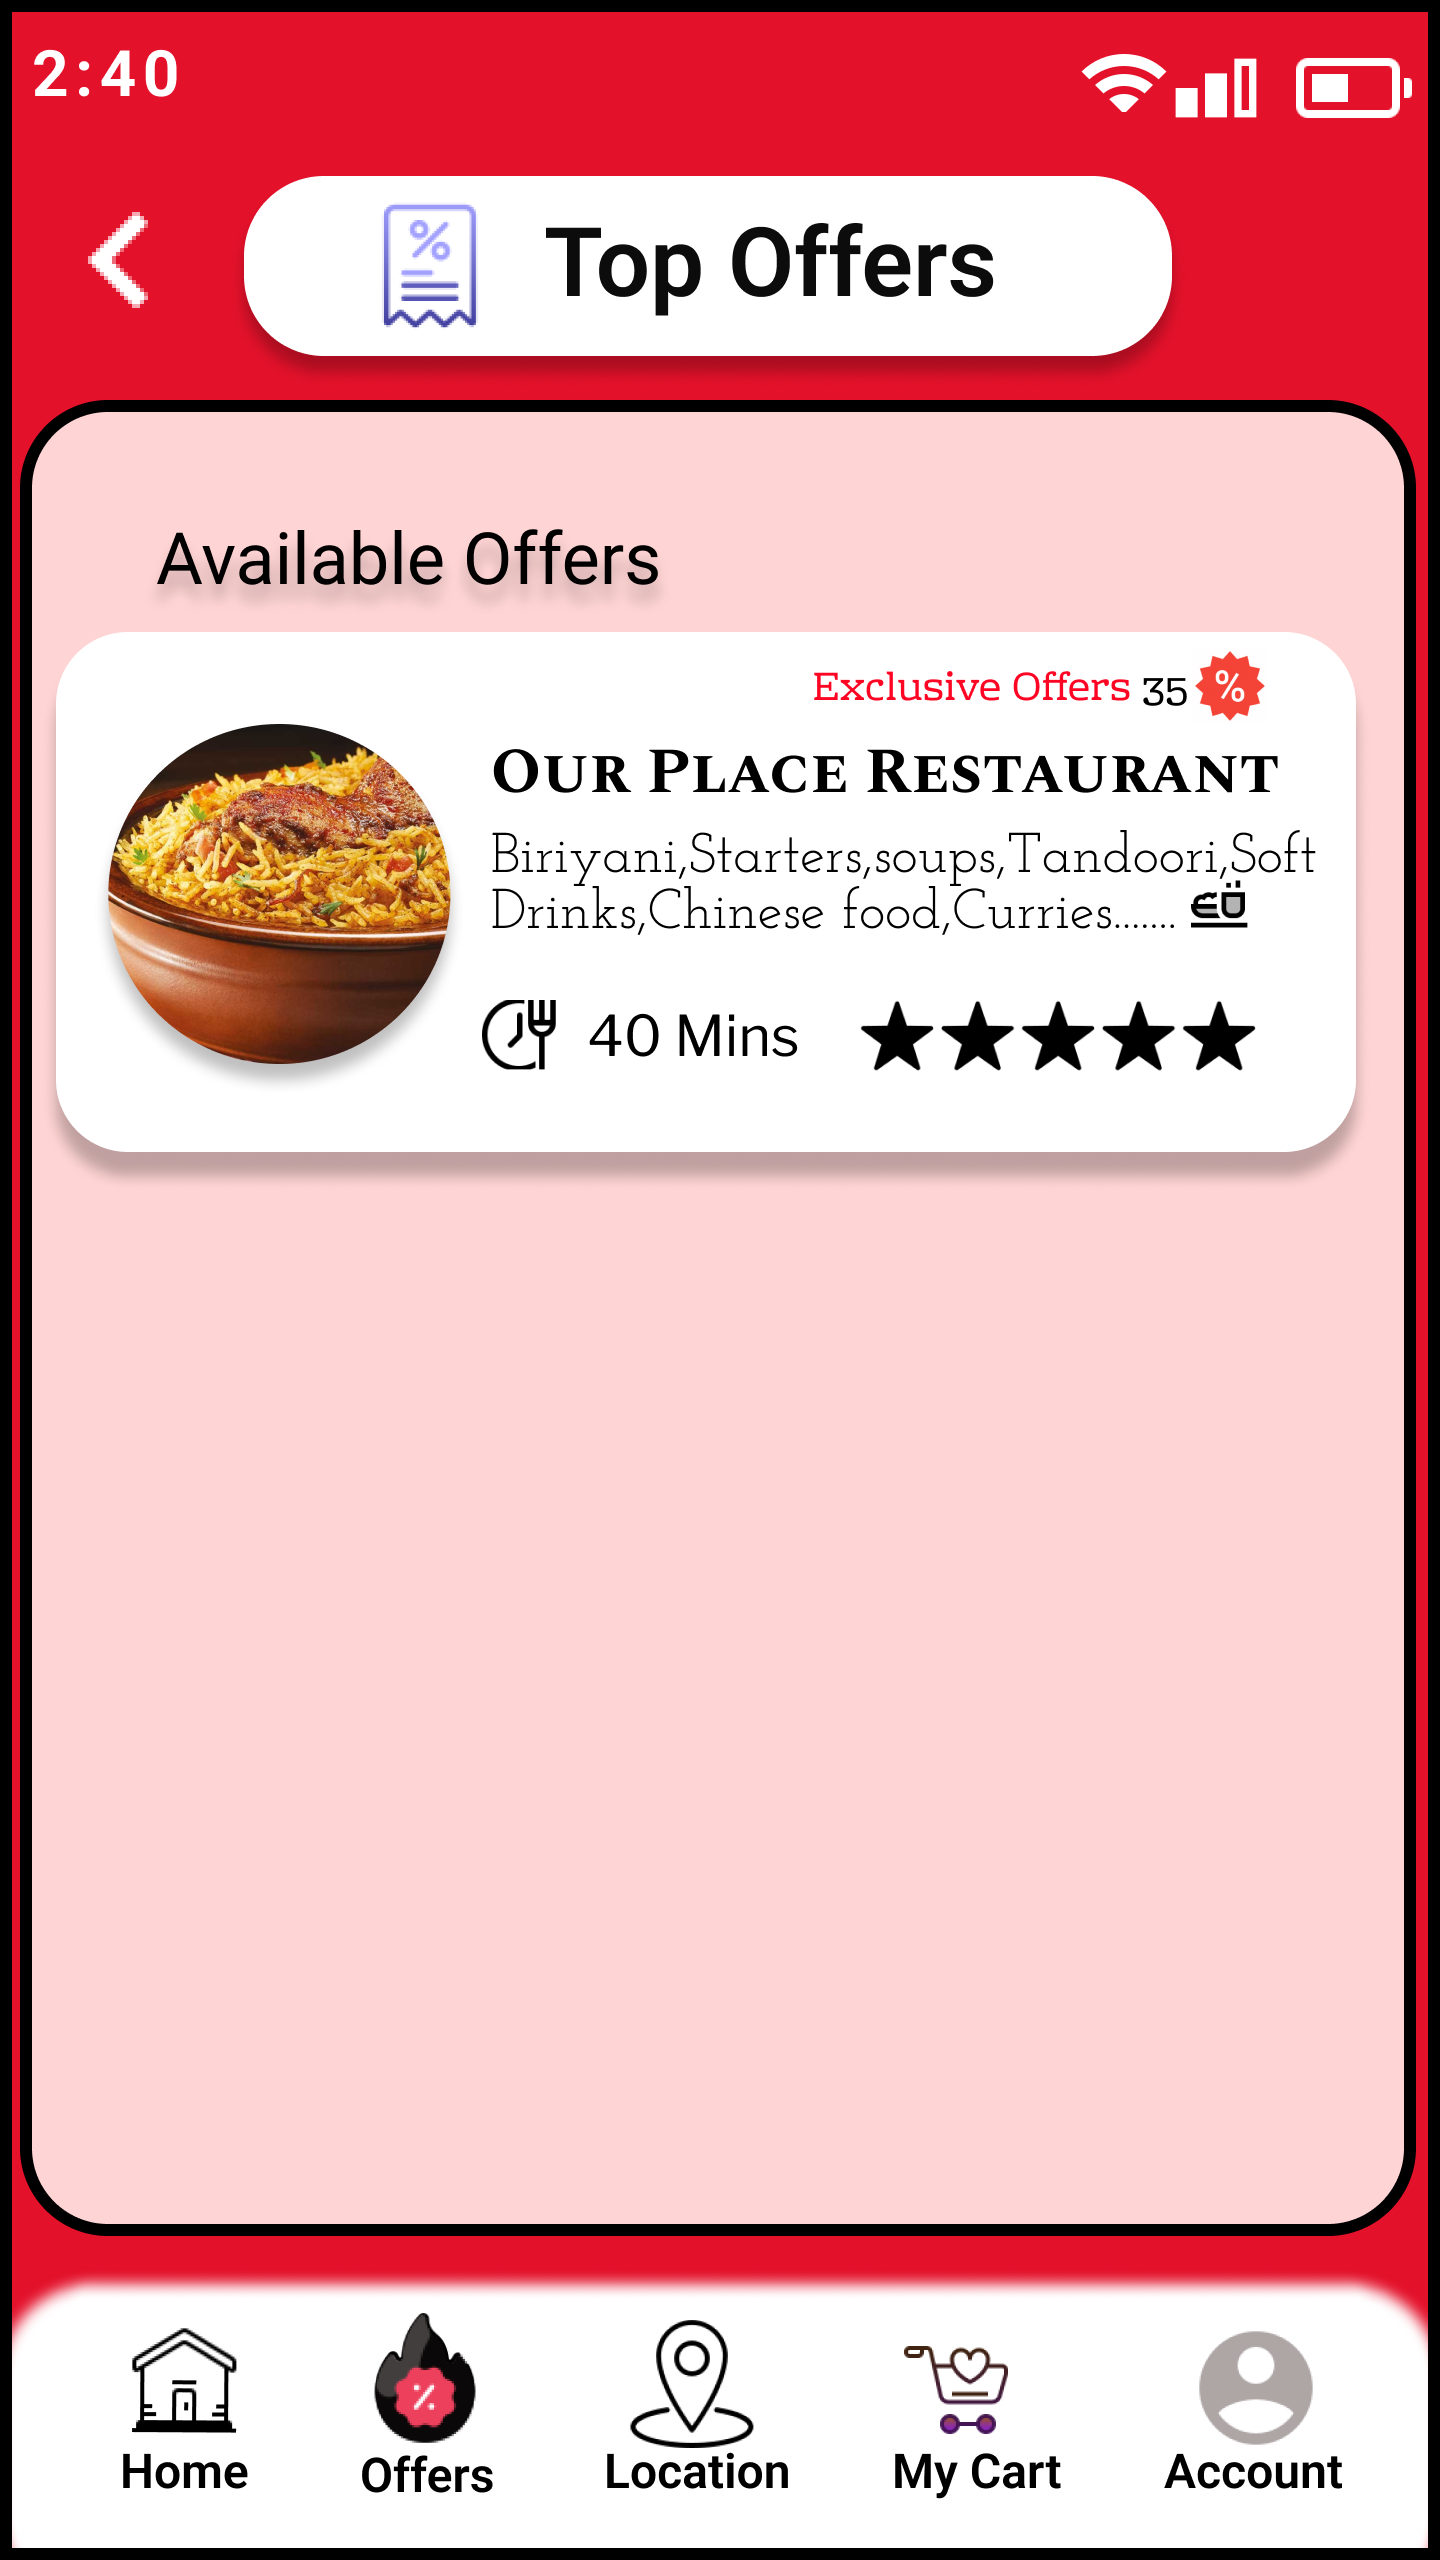 2:40
Top Offers
Available Offers
Exclusive Offers 35 %
Our Place Restaurant
Biriyani,Starters,soups,Tandoori,Soft
Drinks,Chinese food,Curries.......
40 Mins
Home Offers Location My Cart Account